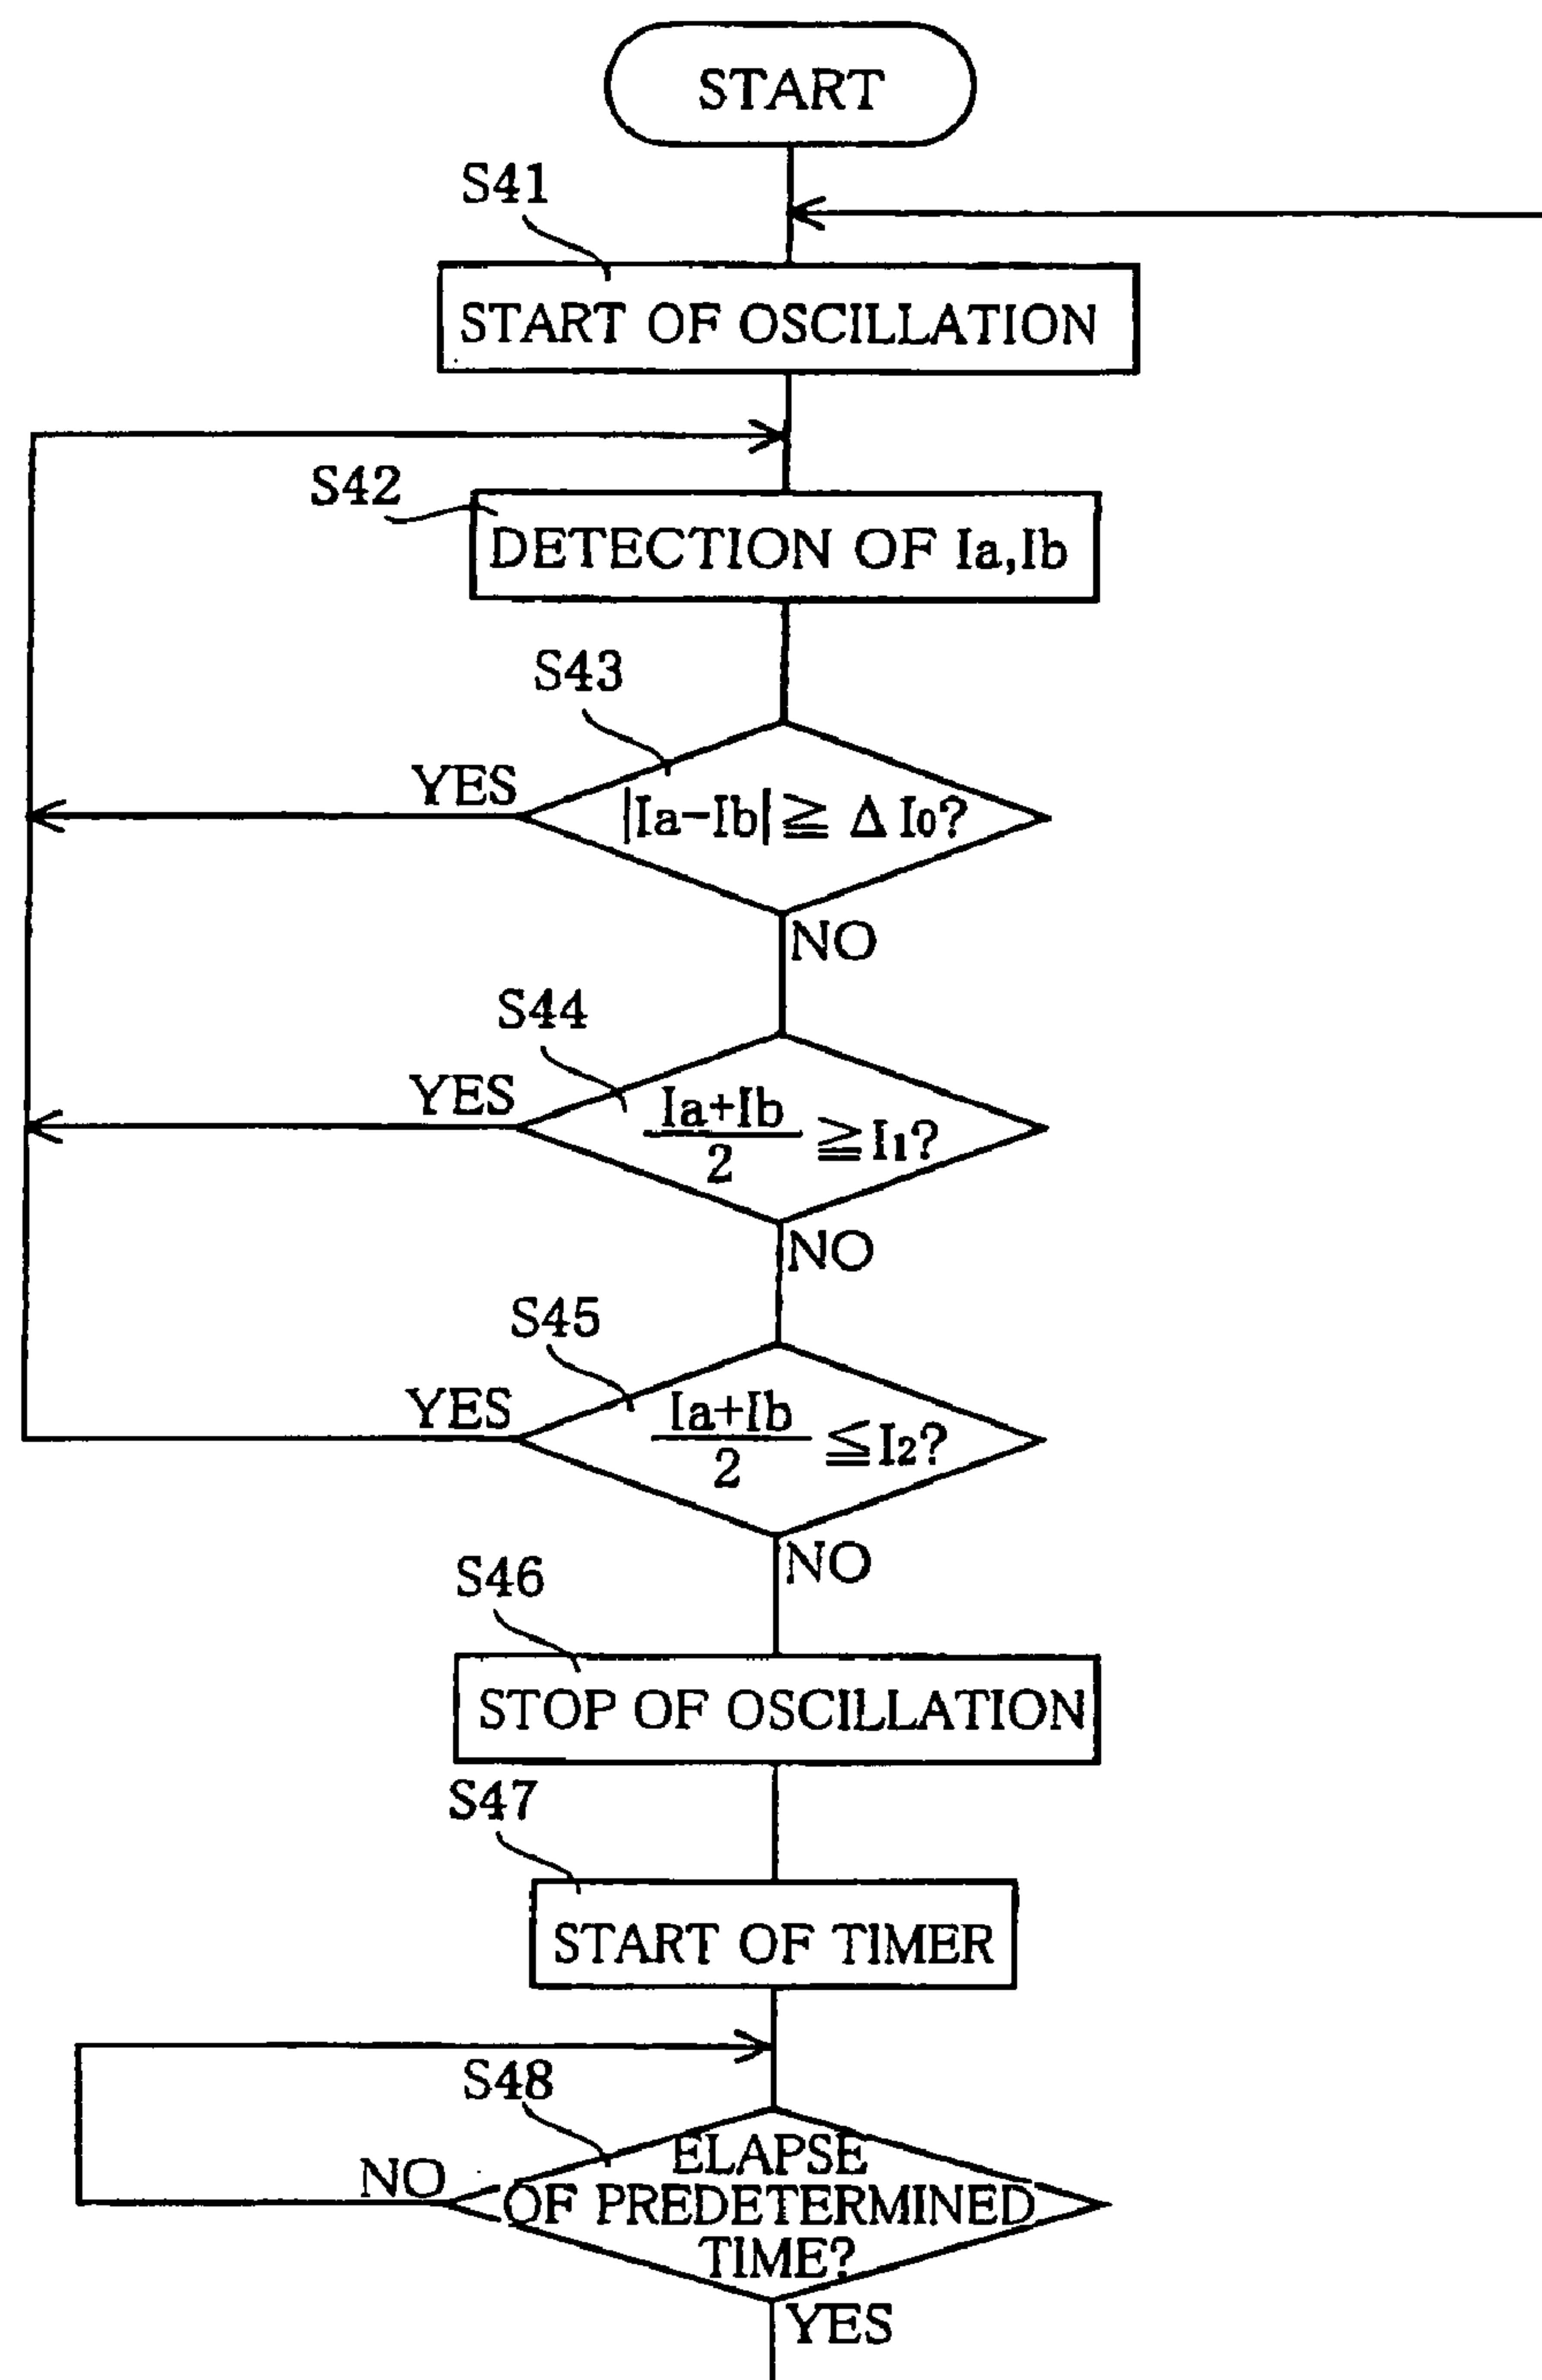 START
S41
START OF OSCILLATION
S42
DETECTION OF Ia,Ib
S43
YES
|Ia-Ib| ≧ Δ I0?
NO
S44
YES
Ia+Ib
2
≧I1?
NO
S45
YES
Ia+Ib
2
≦I2?
NO
S46
STOP OF OSCILLATION
S47
START OF TIMER
S48
NO
ELAPSE
OF PREDETERMINED
TIME?
YES